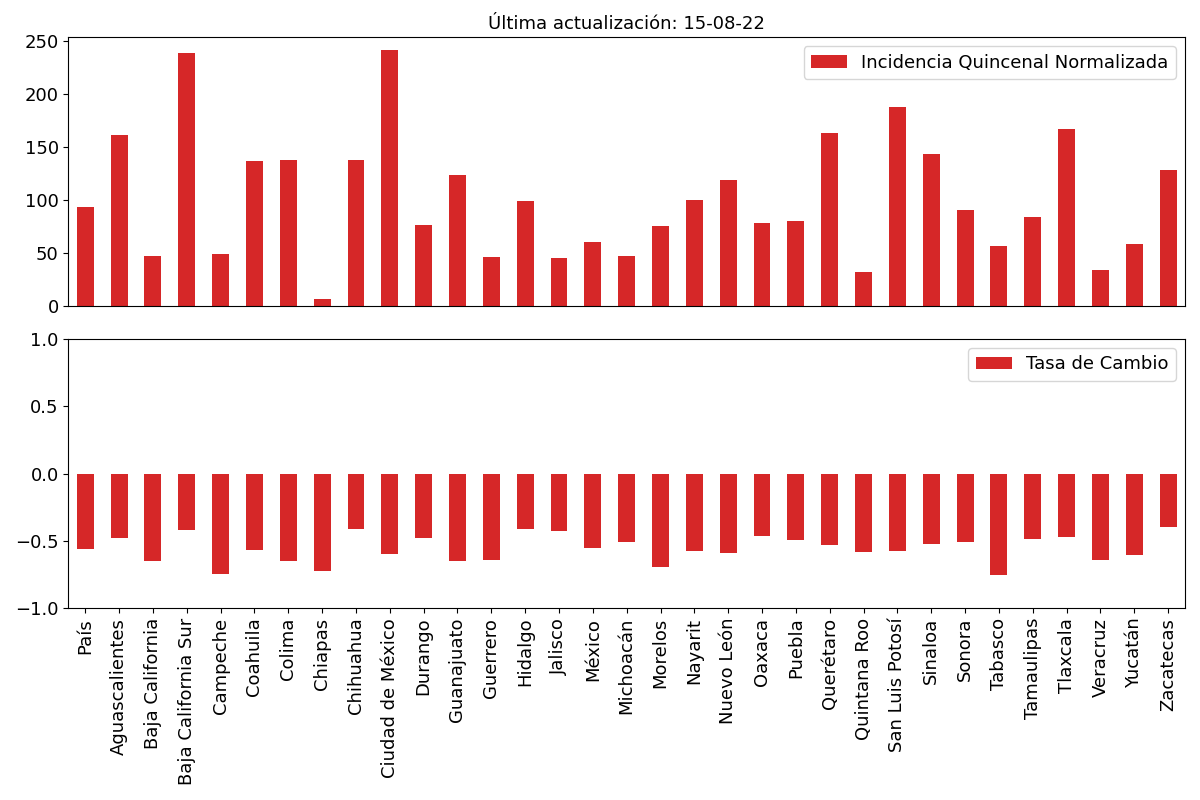 Última actualización: 15-08-22
250
200
150
100
50
0
Incidencia Quincenal Normalizada
1.0
0.5
0.0
−0.5
−1.0
Tasa de Cambio
País
Aguascalientes
Baja California
Baja California Sur
Campeche
Coahuila
Colima
Chiapas
Chihuahua
Ciudad de México
Durango
Guanajuato
Guerrero
Hidalgo
Jalisco
México
Michoacán
Morelos
Nayarit
Nuevo León
Oaxaca
Puebla
Querétaro
Quintana Roo
San Luis Potosí
Sinaloa
Sonora
Tabasco
Tamaulipas
Tlaxcala
Veracruz
Yucatán
Zacatecas